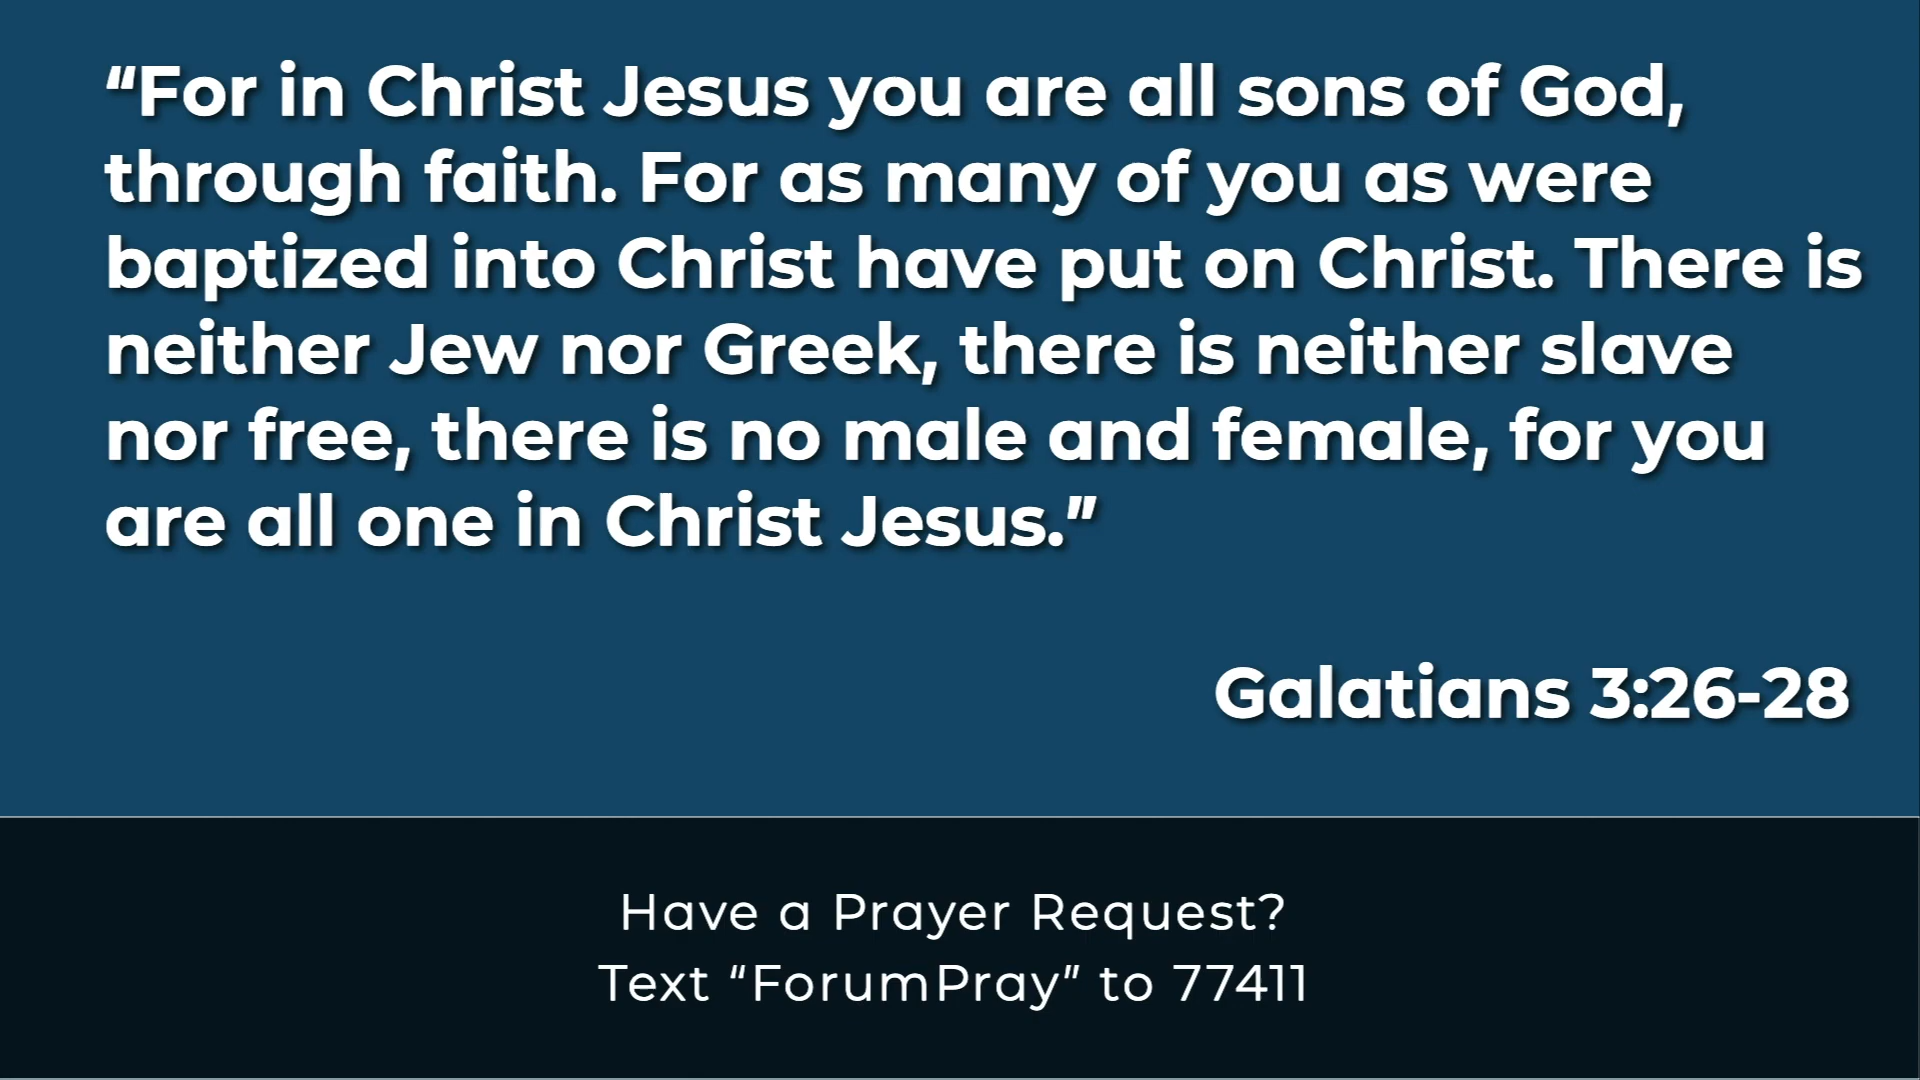 “For in Christ Jesus you are all sons of God,
through faith. For as many of you as were
baptized into Christ have put on Christ. There is
neither Jew nor Greek, there is neither slave
nor free, there is no male and female, for you
are all one in Christ Jesus.”
Galatians 3:26-28
Have a Prayer Request?
Text “ForumPray” to 77411